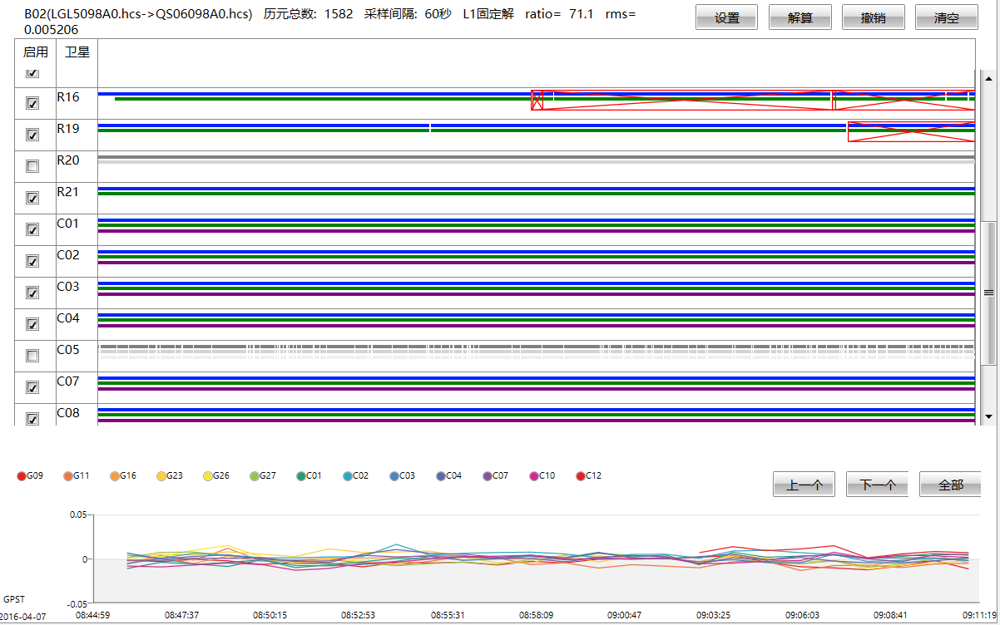 B02(LGL5098A0.hcs->QS06098A0.hcs) 历元总数: 1582 采样间隔: 60秒 L1固定解 ratio= 71.1 rms=
0.005206
设置 解算 撤销 清空
启用 卫星
R16
R19
R20
R21
C01
C02
C03
C04
C05
C07
C08
G09 G11 G16 G23 G26 G27 C01 C02 C03 C04 C07 C10 C12
上一个 下一个 全部
0.05
0
-0.05
GPST
2016-04-07 08:44:59 08:47:37 08:50:15 08:52:53 08:55:31 08:58:09 09:00:47 09:03:25 09:06:03 09:08:41 09:11:19